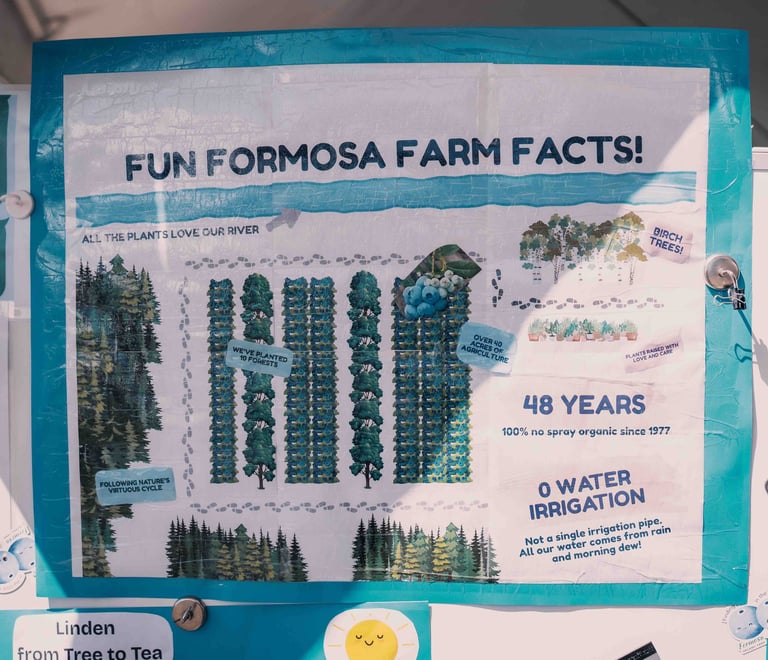 FUN FORMOSA FARM FACTS!
ALL THE PLANTS LOVE OUR RIVER
BIRCH
TREES!
WE'VE PLANTED
10 FORESTS
OVER 40
ACRES OF
AGRICULTURE
PLANTS RAISED WITH
LOVE AND CARE
48 YEARS
100% no spray organic since 1977
FOLLOWING NATURE'S
VIRTUOUS CYCLE
0 WATER
IRRIGATION
Not a single irrigation pipe.
All our water comes from rain
and morning dew!
Linden
from Tree to Tea
Formosa